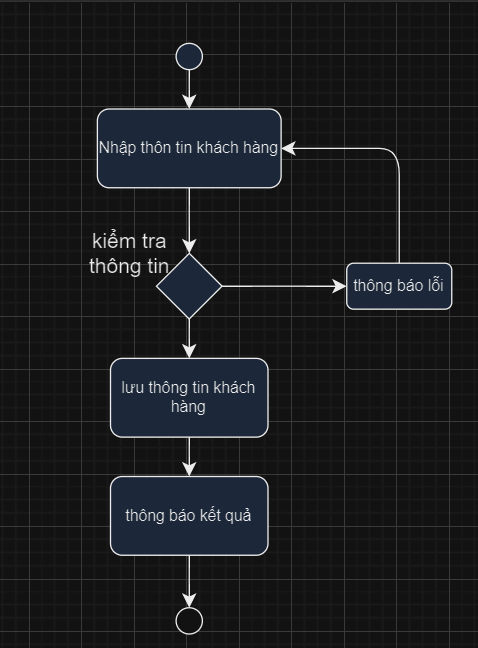 Nhập thôn tin khách hàng
kiểm tra
thông tin
thông báo lỗi
lưu thông tin khách
hàng
thông báo kết quả